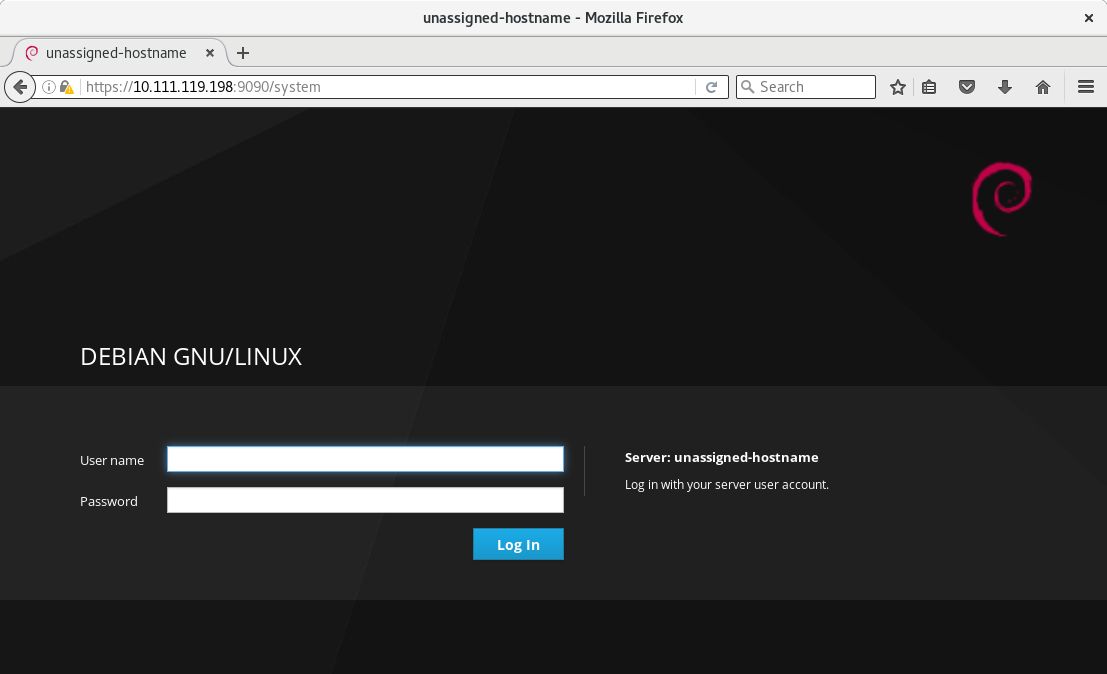 unassigned-hostname - Mozilla Firefox
unassigned-hostname
https://10.111.119.198:9090/system
Search
DEBIAN GNU/LINUX
User name
Password
Log In
Server: unassigned-hostname
Log in with your server user account.